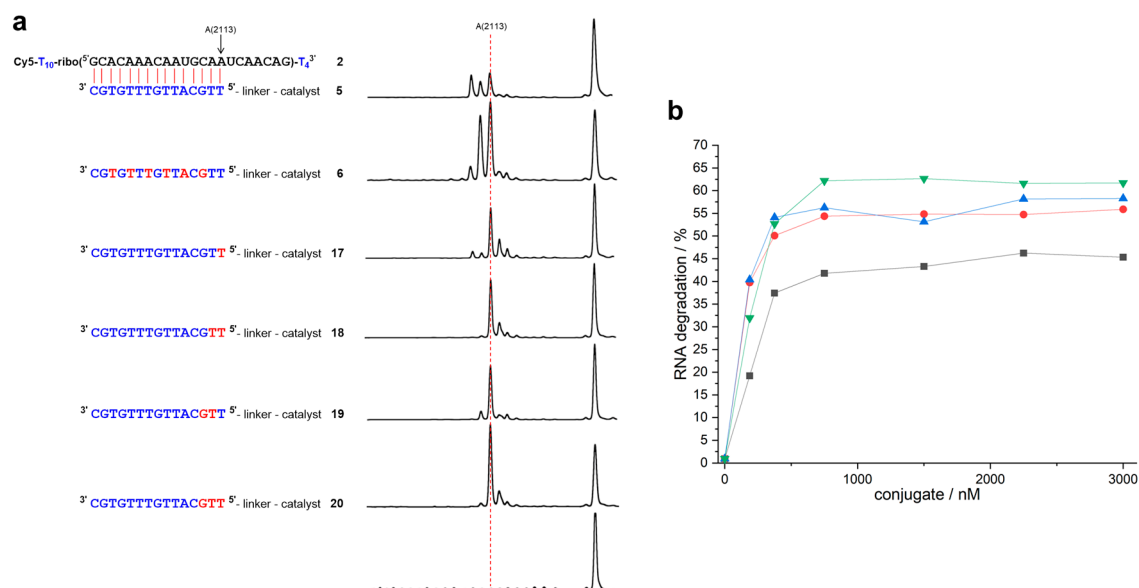 a
A(2113)
A(2113)
Cy5-T10-ribo(5'GCACAAACAAUGCAAUCAACAG)-T4 3' 2
3' CGTGTTTGTTACGTT 5'- linker - catalyst 5
3' CGTGTTTGTTACGTT 5'- linker - catalyst 6
3' CGTGTTTGTTACGTT 5'- linker - catalyst 17
3' CGTGTTTGTTACGTT 5'- linker - catalyst 18
3' CGTGTTTGTTACGTT 5'- linker - catalyst 19
3' CGTGTTTGTTACGTT 5'- linker - catalyst 20
b
RNA degradation / %
70
65
60
55
50
45
40
35
30
25
20
15
10
5
0
0 1000 2000 3000
conjugate / nM